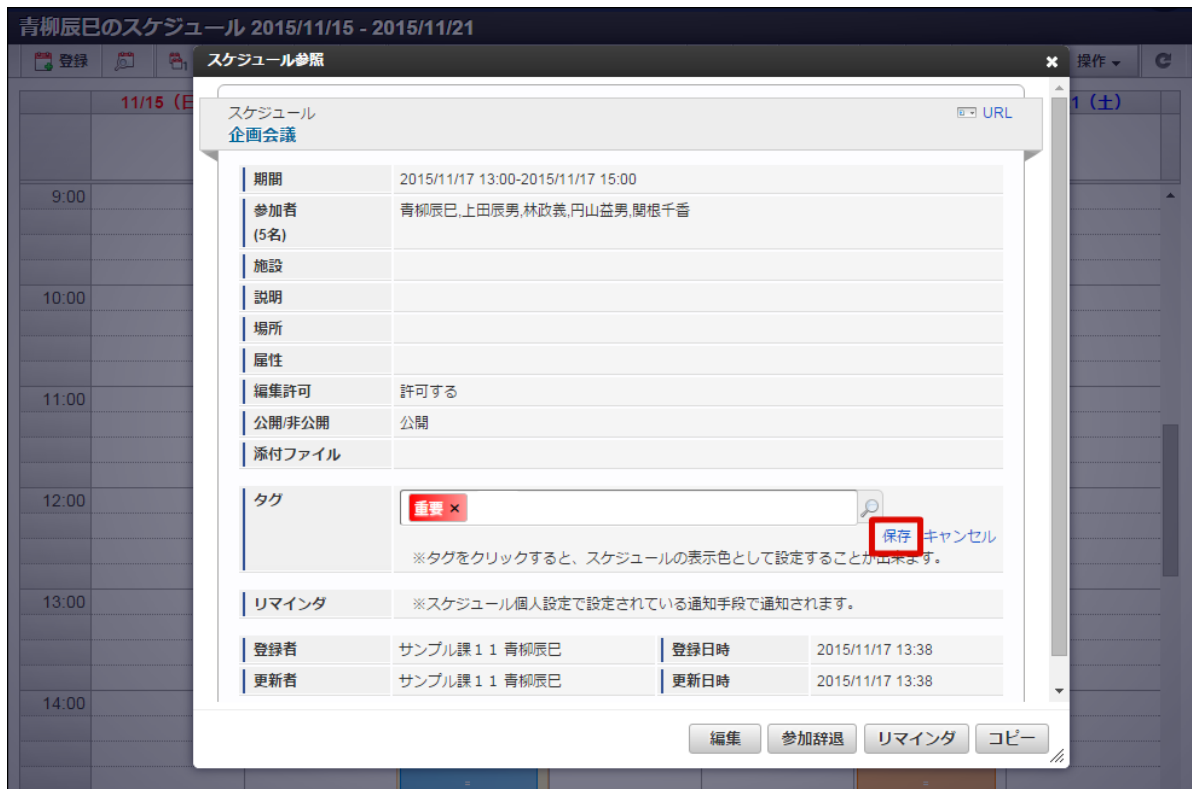 青柳辰巳のスケジュール 2015/11/15 - 2015/11/21
登録
操作
スケジュール参照 ×
11/15（日
1（土）
スケジュール
URL
企画会議
期間 2015/11/17 13:00-2015/11/17 15:00
参加者 青柳辰巳,上田辰男,林政義,円山益男,関根千香
(5名)
施設
説明
場所
属性
編集許可 許可する
公開/非公開 公開
添付ファイル
タグ 重要 ×
保存 キャンセル
※タグをクリックすると、スケジュールの表示色として設定することが出来ます。
リマインダ ※スケジュール個人設定で設定されている通知手段で通知されます。
登録者 サンプル課１１ 青柳辰巳 登録日時 2015/11/17 13:38
更新者 サンプル課１１ 青柳辰巳 更新日時 2015/11/17 13:38
編集 参加辞退 リマインダ コピー
9:00
10:00
11:00
12:00
13:00
14:00